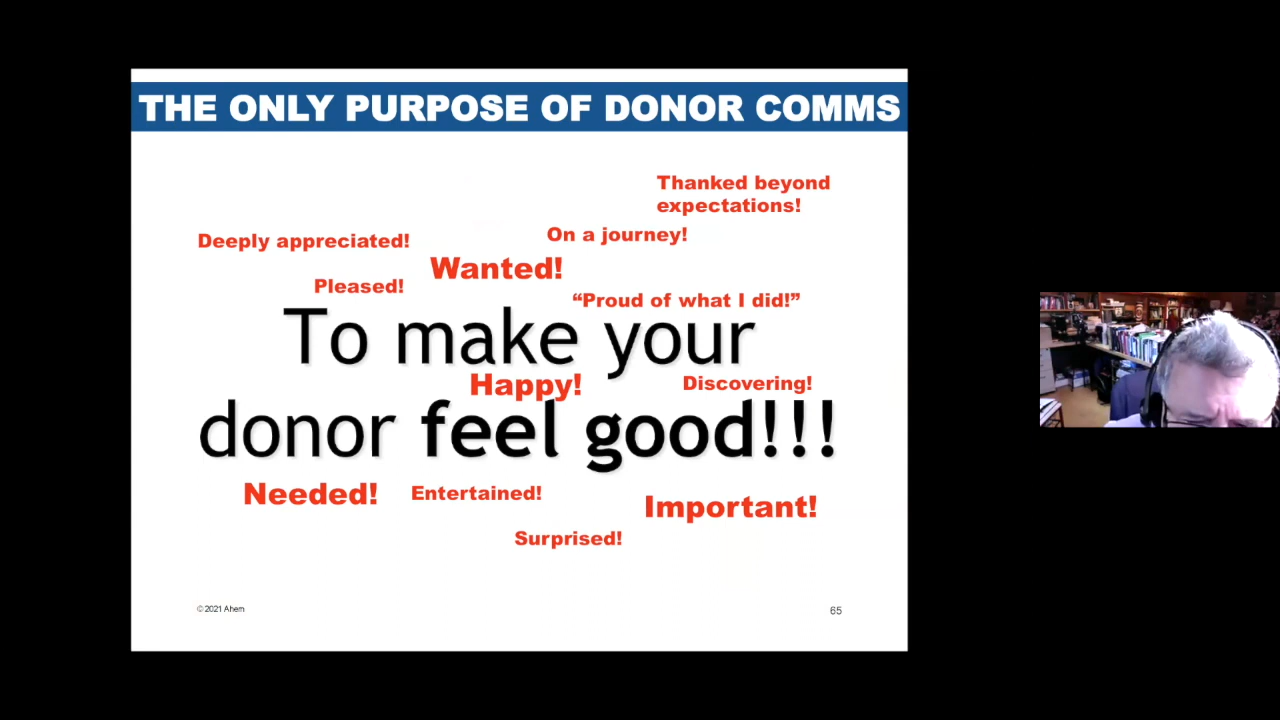 THE ONLY PURPOSE OF DONOR COMMS
Thanked beyond
expectations!
Deeply appreciated!
On a journey!
Wanted!
Pleased!
“Proud of what I did!”
To make your
Happy!
Discovering!
donor feel good!!!
Needed!
Entertained!
Important!
Surprised!
© 2021 Ahern
65